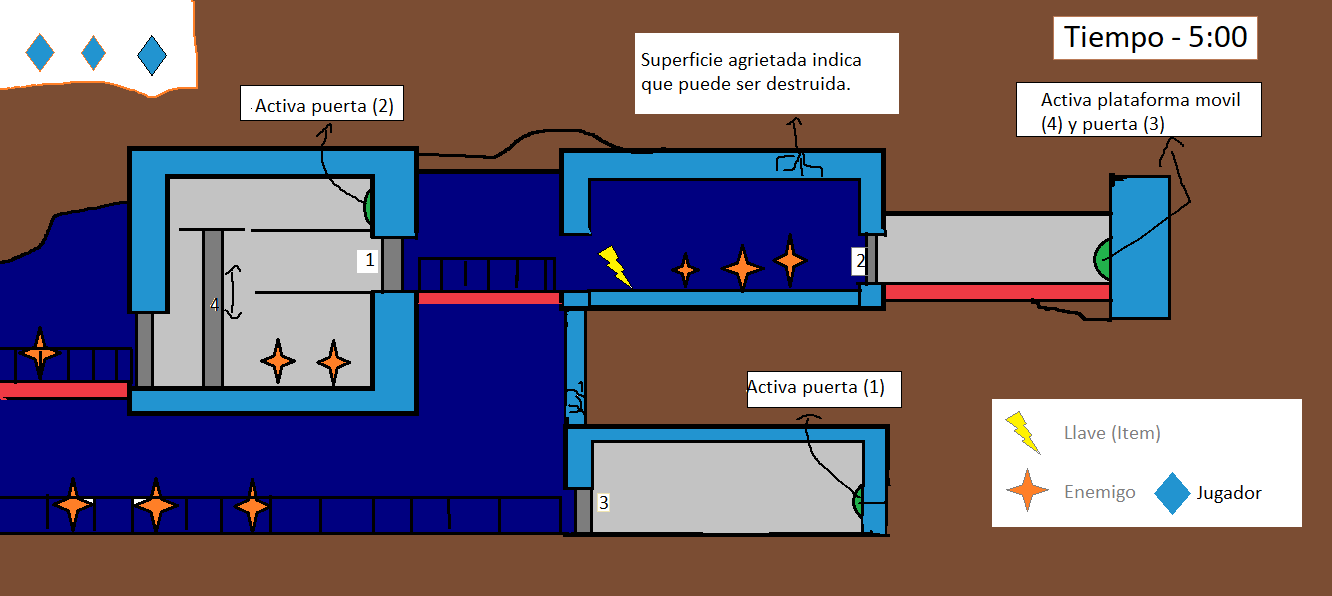 Tiempo - 5:00
Superficie agrietada indica
que puede ser destruida.
Activa puerta (2)
Activa plataforma movil
(4) y puerta (3)
1
2
4
Activa puerta (1)
Llave (Item)
Enemigo
Jugador
3